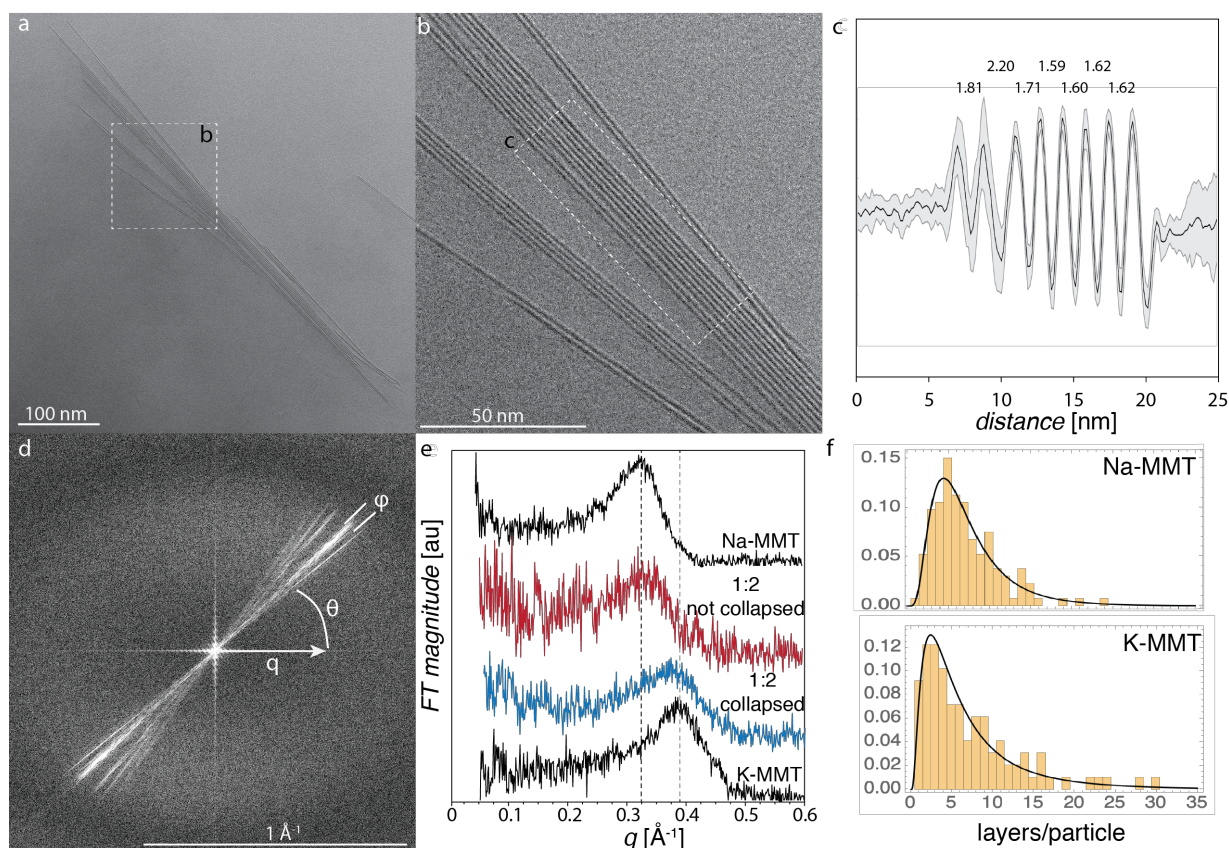 a
b
100 nm
b
c
50 nm
c
2.20 1.59 1.62
1.81 1.71 1.60 1.62
0 5 10 15 20 25
distance [nm]
d
φ
θ
q
1 Å-1
e
FT magnitude [au]
Na-MMT
1:2
not collapsed
1:2
collapsed
K-MMT
0 0.1 0.2 0.3 0.4 0.5 0.6
q [Å-1]
f
0.15
0.10
0.05
0.00
Na-MMT
0.12
0.10
0.08
0.06
0.04
0.02
0.00
K-MMT
0 5 10 15 20 25 30 35
layers/particle